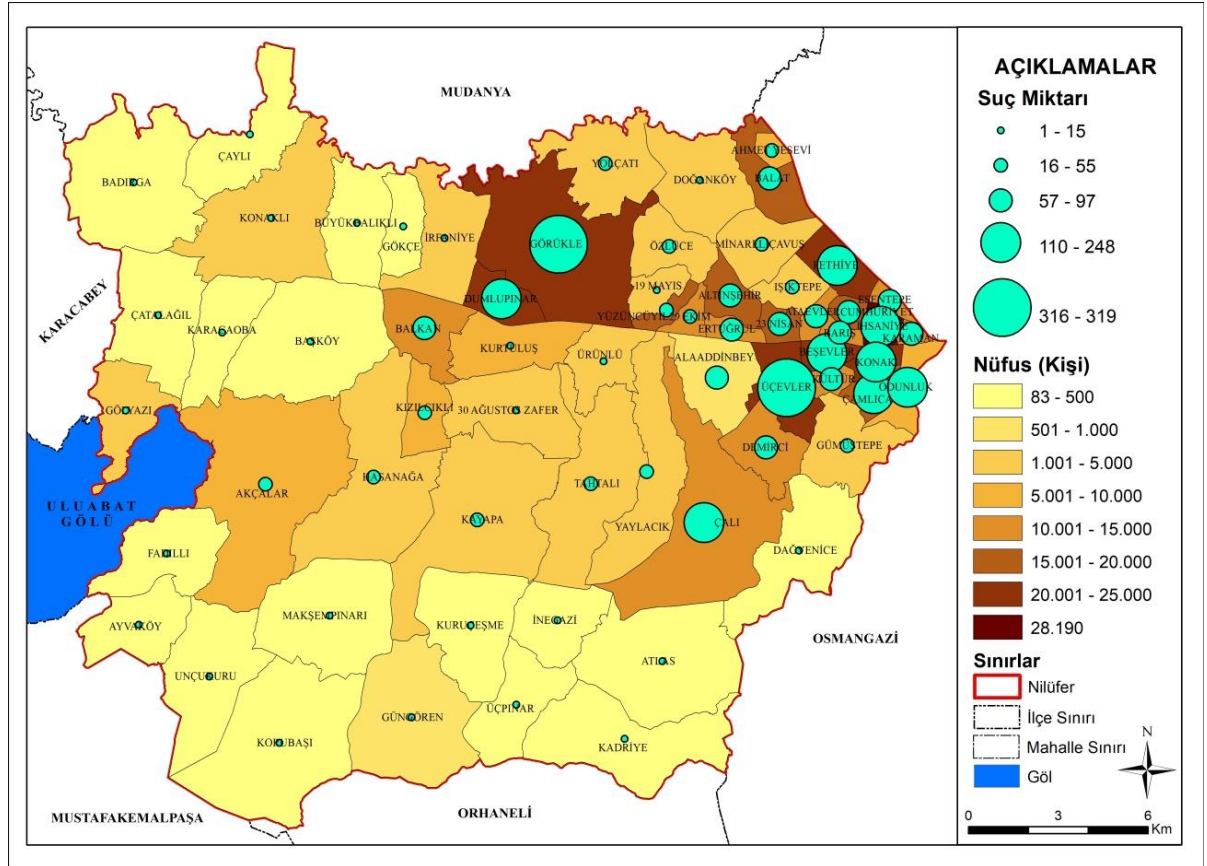 MUDANYA
ÇAYLI
BADIRGA
KONAKLI
BÜYÜKBALIKLI
GÖKÇE
İRFANİYE
GÖRÜKLE
YOLÇATI
DOĞANKÖY
AHMET YESEVİ
BALAT
ÖZLÜCE
MİNARELİÇAVUŞ
FETHİYE
KARACABEY
ÇATALAĞIL
KARACAOBA
BAŞKÖY
DUMLUPINAR
BALKAN
KURTULUŞ
ÜRÜNLÜ
19 MAYIS
YÜZÜNCÜYIL
29 EKİM
ALTINŞEHİR
ERTUĞRUL
IŞIKTEPE
23 NİSAN
ATAEVLER
CUMHURİYET
ESENTEPE
BARIŞ
İHSANİYE
KARAMAN
BEŞEVLER
KONAK
ALAADDİNBEY
ÜÇEVLER
KÜLTÜR
ÇAMLICA
ODUNLUK
GÖLYAZI
KIZILCIKLI
30 AĞUSTOS ZAFER
DEMİRCİ
GÜMÜŞTEPE
ULUABAT
GÖLÜ
AKÇALAR
HASANAĞA
KAYAPA
TAHTALI
YAYLACIK
ÇALI
DAĞYENİCE
FADILLI
AYVAKÖY
MAKŞEMPINARI
KURUÇEŞME
İNEGAZİ
OSMANGAZİ
UNÇUKURU
ATLAS
GÜNGÖREN
ÜÇPINAR
KORUBAŞI
KADRİYE
MUSTAFAKEMALPAŞA
ORHANELİ
AÇIKLAMALAR
Suç Miktarı
1 - 15
16 - 55
57 - 97
110 - 248
316 - 319
Nüfus (Kişi)
83 - 500
501 - 1.000
1.001 - 5.000
5.001 - 10.000
10.001 - 15.000
15.001 - 20.000
20.001 - 25.000
28.190
Sınırlar
Nilüfer
İlçe Sınırı
Mahalle Sınırı
Göl
N
0 3 6
Km